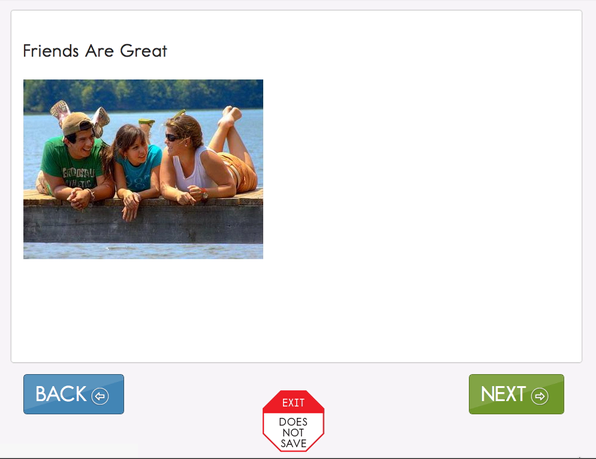 Friends Are Great
BACK
NEXT
EXIT
DOES
NOT
SAVE